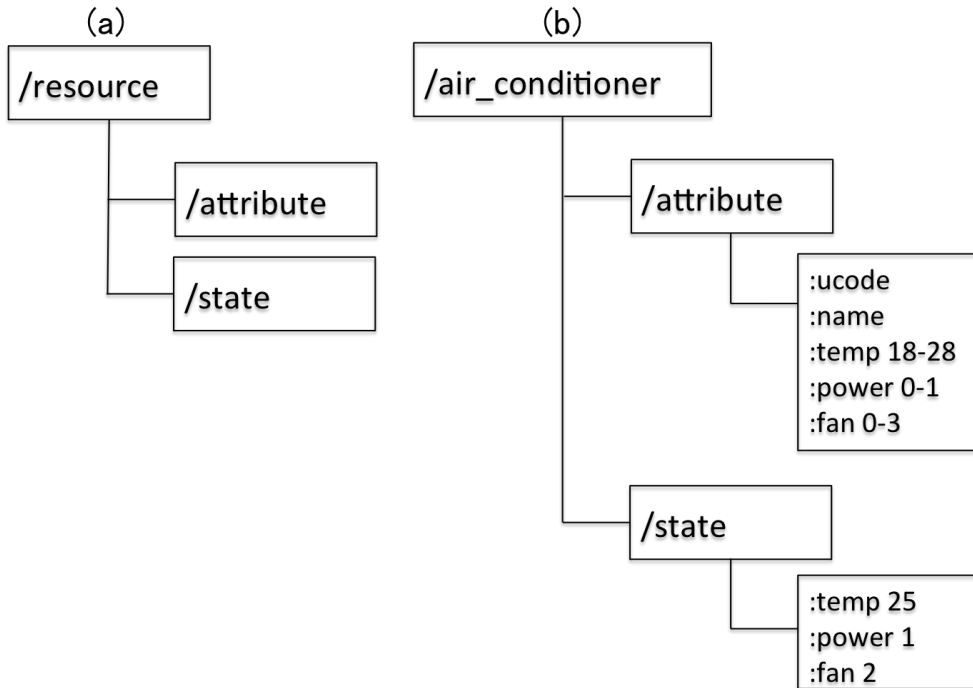 (a)
/resource
/attribute
/state
(b)
/air_conditioner
/attribute
:ucode
:name
:temp 18-28
:power 0-1
:fan 0-3
/state
:temp 25
:power 1
:fan 2